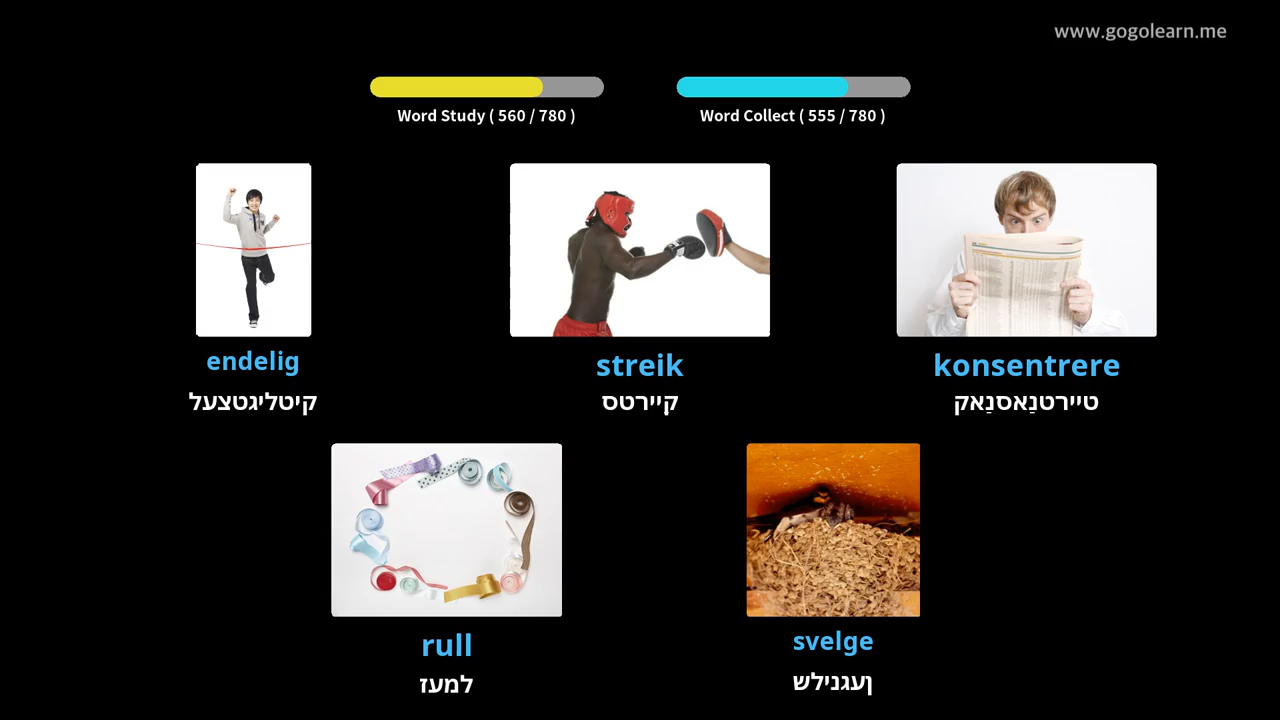 www.gogolearn.me
Word Study ( 560 / 780 )
Word Collect ( 555 / 780 )
endelig
קיטליגטצעל
streik
קיירטס
konsentrere
טיירטנַאסנַאק
rull
למעז
svelge
ןעגנילש